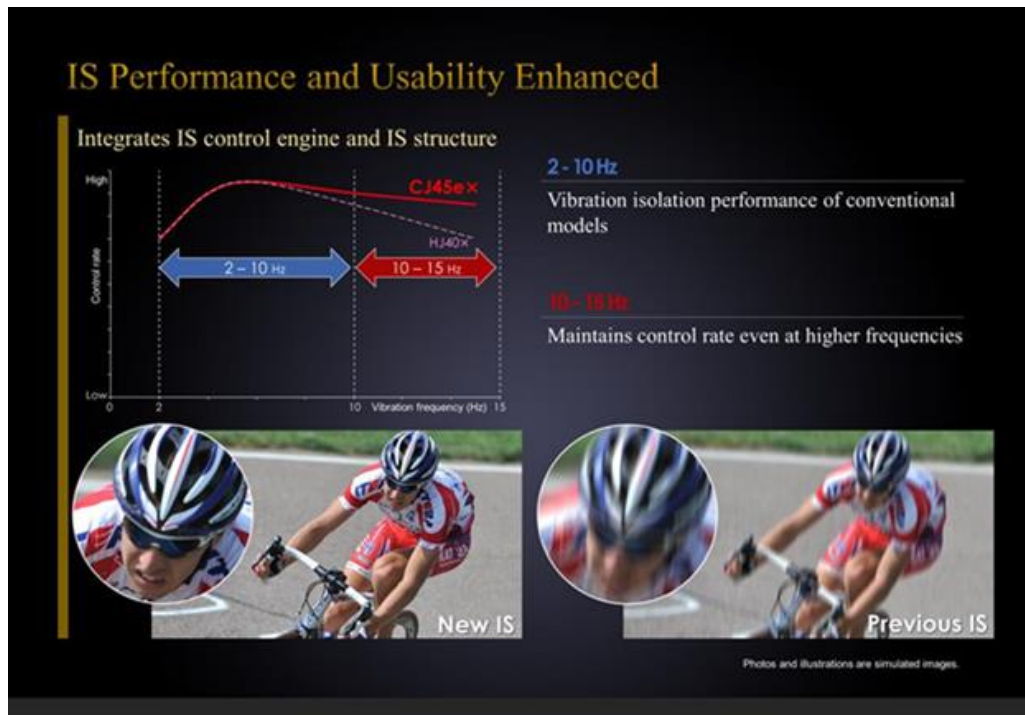 IS Performance and Usability Enhanced
Integrates IS control engine and IS structure
High
CJ45e×
HJ40×
Control rate
2 – 10 Hz
10 – 15 Hz
Low
0
2
10
Vibration frequency (Hz)
15
2 - 10 Hz
Vibration isolation performance of conventional
models
10 - 15 Hz
Maintains control rate even at higher frequencies
New IS
Previous IS
Photos and illustrations are simulated images.